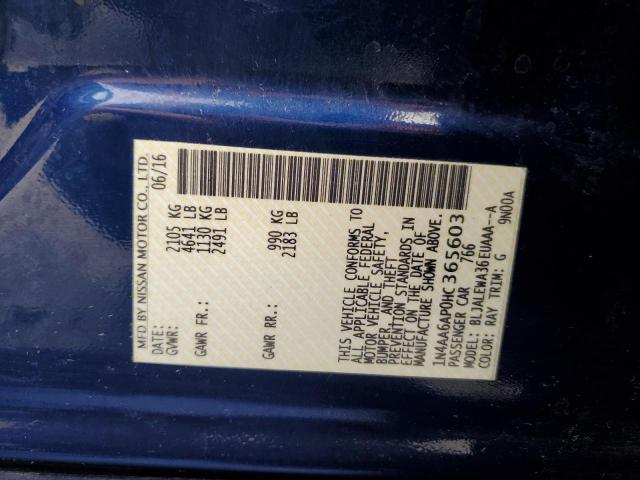 MFD BY NISSAN MOTOR CO., LTD.
DATE: 06/16
GVWR: 2105 KG
4641 LB
GAWR FR.: 1130 KG
2491 LB
GAWR RR.: 990 KG
2183 LB
THIS VEHICLE CONFORMS TO
ALL APPLICABLE FEDERAL
MOTOR VEHICLE SAFETY,
BUMPER, AND THEFT
PREVENTION STANDARDS IN
EFFECT ON THE DATE OF
MANUFACTURE SHOWN ABOVE.
1N4AA6AP0HC365603
PASSENGER CAR 766
MODEL: BLJALEWA36EUAAA--A
COLOR: RAY TRIM: G 9N00A